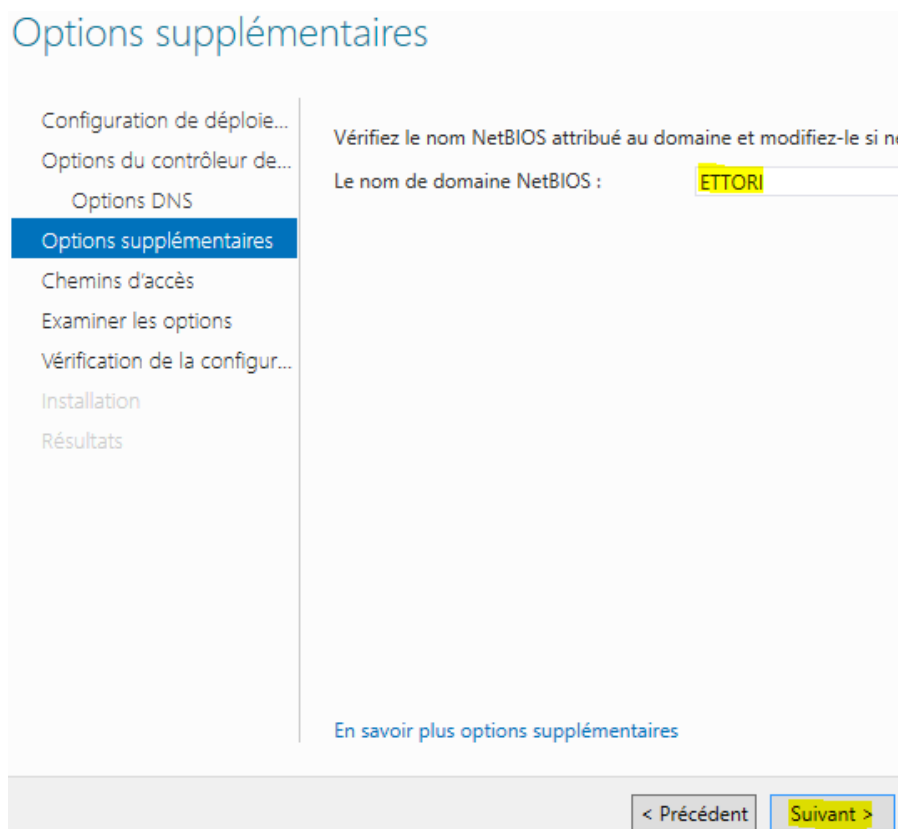 Options supplémentaires
Configuration de déploie...
Options du contrôleur de...
Options DNS
Options supplémentaires
Chemins d'accès
Examiner les options
Vérification de la configur...
Installation
Résultats
Vérifiez le nom NetBIOS attribué au domaine et modifiez-le si
Le nom de domaine NetBIOS : ETTORI
En savoir plus options supplémentaires
< Précédent Suivant >